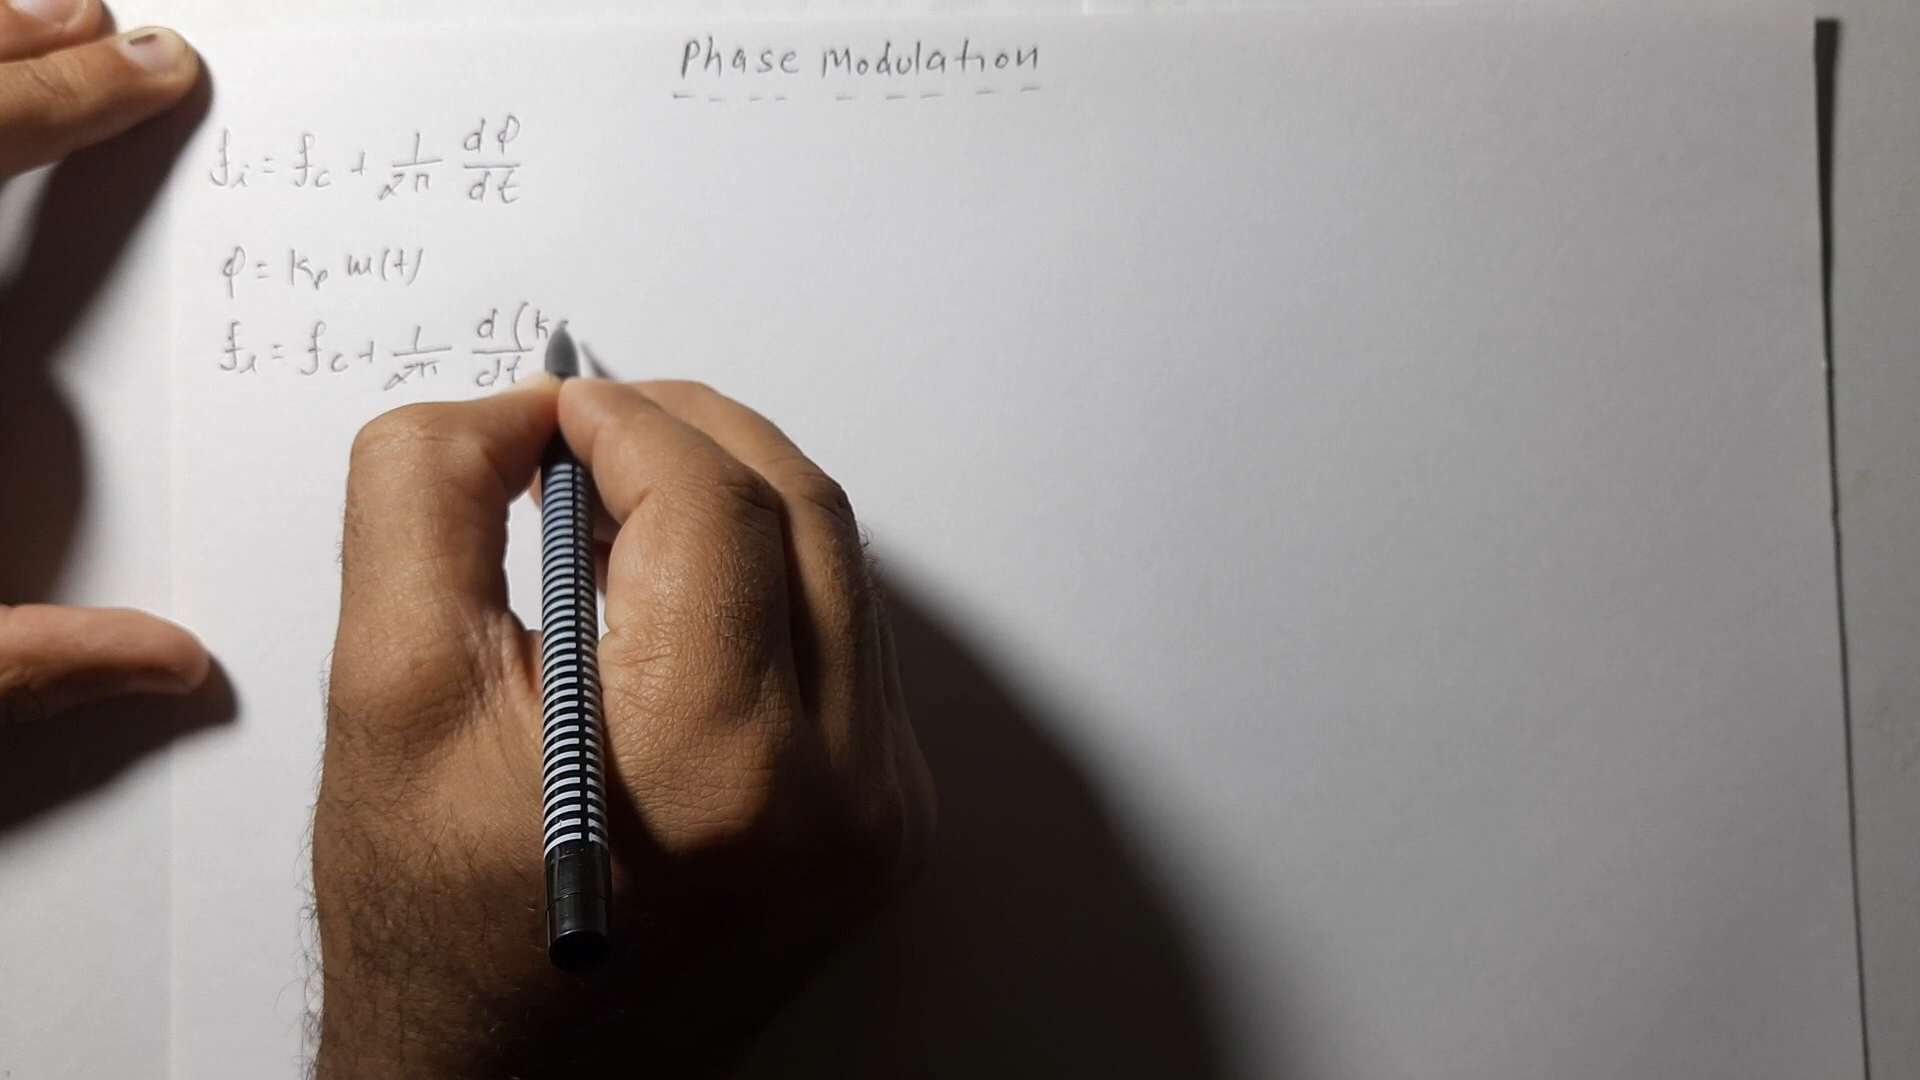 Phase Modulation
fi = fc + 1/2π dφ/dt
φ = kp m(t)
fi = fc + 1/2π d/dt (k